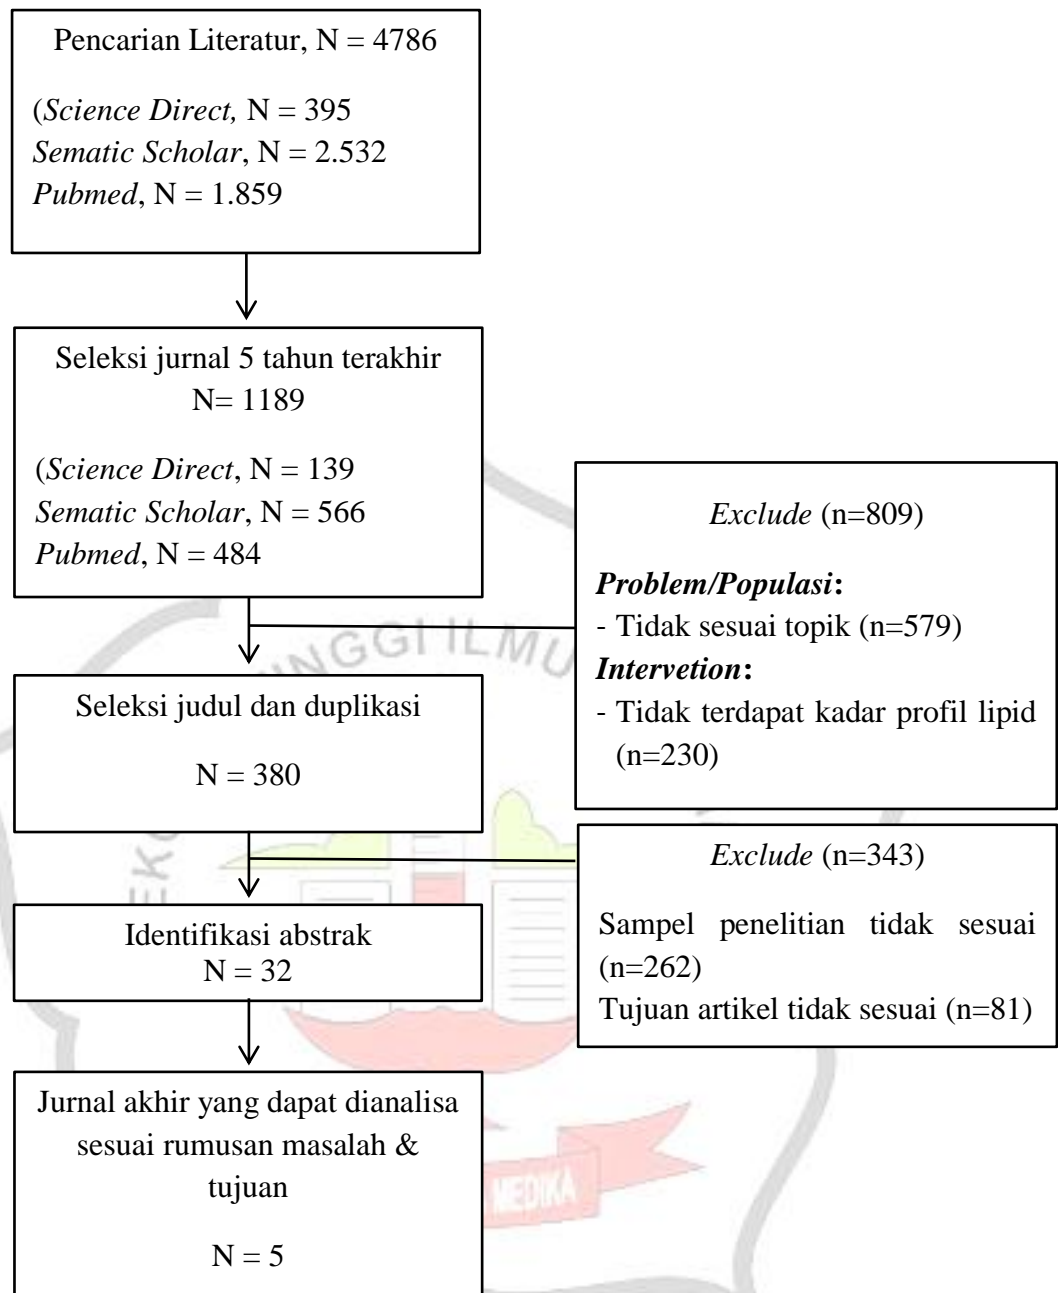 Pencarian Literatur, N = 4786
(Science Direct, N = 395
Sematic Scholar, N = 2.532
Pubmed, N = 1.859
Seleksi jurnal 5 tahun terakhir
N= 1189
(Science Direct, N = 139
Sematic Scholar, N = 566
Pubmed, N = 484
Exclude (n=809)
Problem/Populasi:
- Tidak sesuai topik (n=579)
Intervetion:
- Tidak terdapat kadar profil lipid
(n=230)
Seleksi judul dan duplikasi
N = 380
Exclude (n=343)
Sampel penelitian tidak sesuai
(n=262)
Tujuan artikel tidak sesuai (n=81)
Identifikasi abstrak
N = 32
Jurnal akhir yang dapat dianalisa
sesuai rumusan masalah &
tujuan
N = 5
MEDIKA